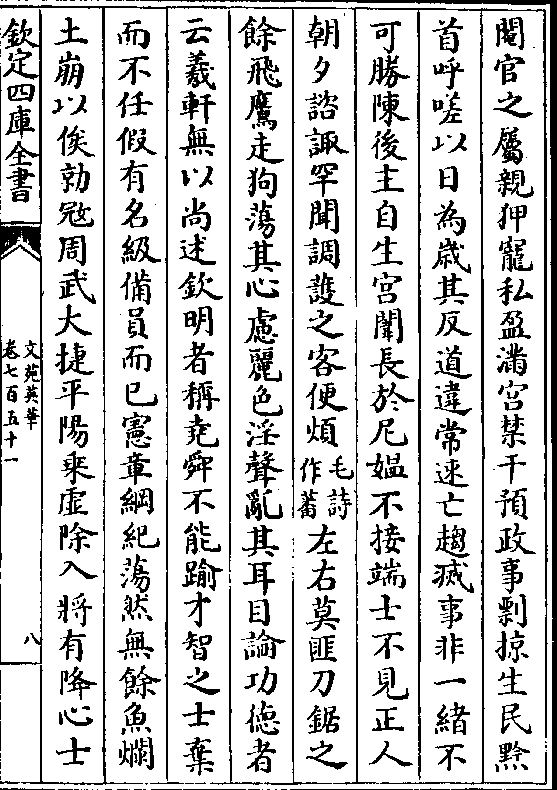 閹官之屬親狎寵私盈滿宫禁干預政事剽掠生民黔
首呼嗟以日為歳其反道違常速亡趨滅事非一緒不
可勝陳後主自生宫闈長於尼媪不接端士不見正人
朝夕諮諏罕聞調䕶之客便煩毛詩作蕃左右莫匪刀鋸之
餘飛鷹走狗蕩其心慮麗色淫聲亂其耳目論功徳者
云羲軒無以尚述欽明者稱堯舜不能踰才智之士棄
而不任假有名級備員而已憲章綱紀蕩然無餘魚爛
土崩以俟勍冦周武大捷平陽乗虛除入將有降心士
欽定四庫全書
文苑英華
卷七百五十一
八